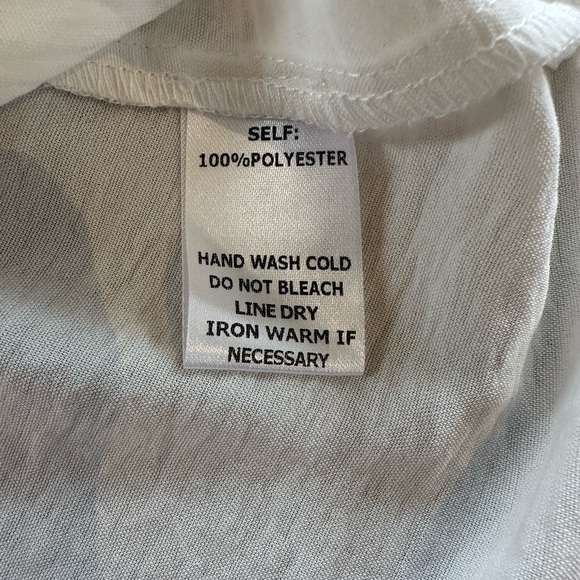 SELF:
100%POLYESTER
HAND WASH COLD
DO NOT BLEACH
LINE DRY
IRON WARM IF
NECESSARY